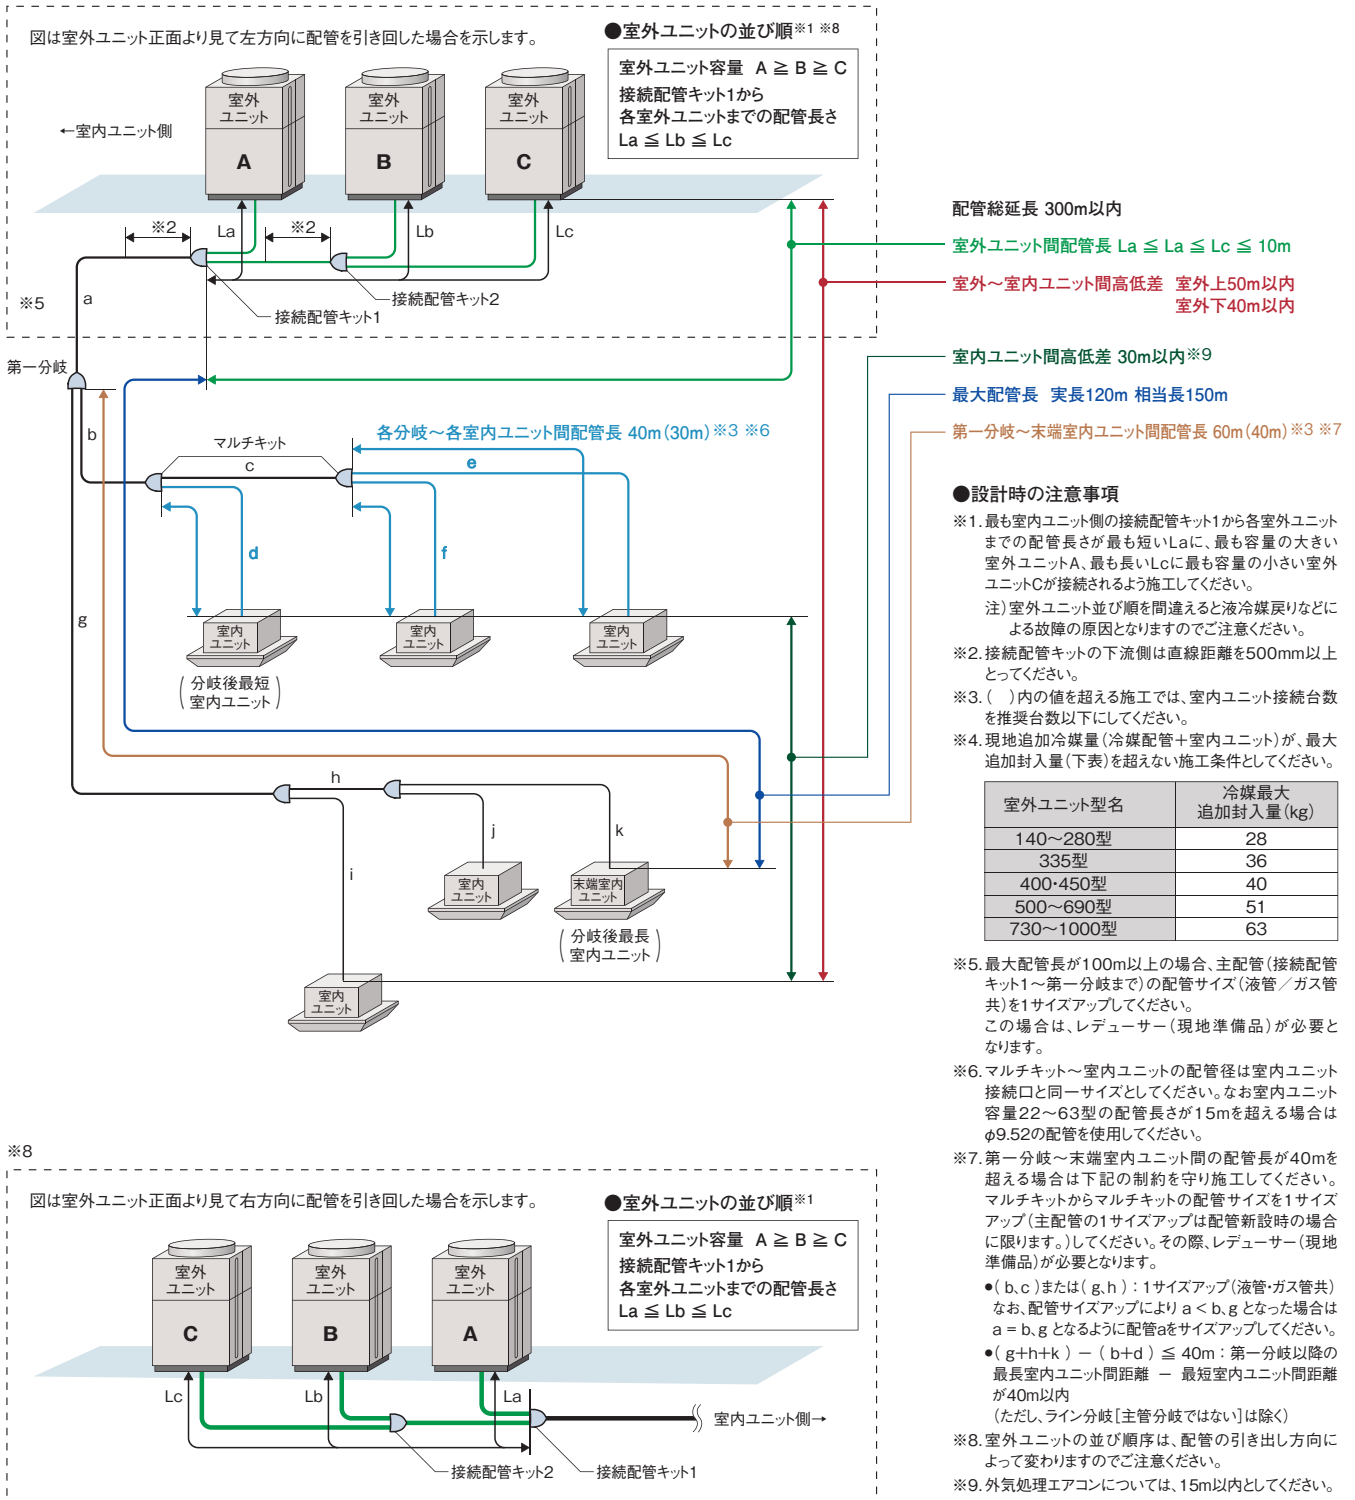 図は室外ユニット正面より見て左方向に配管を引き回した場合を示します。
●室外ユニットの並び順※1 ※8
室外ユニット容量 A ≧ B ≧ C
接続配管キット1から
各室外ユニットまでの配管長さ
La ≦ Lb ≦ Lc
←室内ユニット側
室外
ユニット
A
室外
ユニット
B
室外
ユニット
C
※2
La
※2
Lb
Lc
a
※5
接続配管キット2
接続配管キット1
配管総延長 300m以内
室外ユニット間配管長 La ≦ La ≦ Lc ≦ 10m
室外～室内ユニット間高低差 室外上50m以内
室外下40m以内
室内ユニット間高低差 30m以内※9
最大配管長 実長120m 相当長150m
第一分岐～末端室内ユニット間配管長 60m(40m)※3 ※7
第一分岐
b
マルチキット
c
各分岐～各室内ユニット間配管長 40m(30m)※3 ※6
e
d
f
g
室内
ユニット
室内
ユニット
室内
ユニット
(分岐後最短
室内ユニット)
h
j
k
i
室内
ユニット
末端室内
ユニット
(分岐後最長
室内ユニット)
室内
ユニット
●設計時の注意事項
※1.最も室内ユニット側の接続配管キット1から各室外ユニット
までの配管長さが最も短いLaに、最も容量の大きい
室外ユニットA、最も長いLcに最も容量の小さい室外
ユニットCが接続されるよう施工してください。
注)室外ユニット並び順を間違えると液冷媒戻りなどに
よる故障の原因となりますのでご注意ください。
※2.接続配管キットの下流側は直線距離を500mm以上
とってください。
※3.( )内の値を超える施工では、室内ユニット接続台数
を推奨台数以下にしてください。
※4.現地追加冷媒量(冷媒配管＋室内ユニット)が、最大
追加封入量(下表)を超えない施工条件としてください。
室外ユニット型名 冷媒最大
追加封入量(kg)
140～280型 28
335型 36
400・450型 40
500～690型 51
730～1000型 63
※5.最大配管長が100m以上の場合、主配管(接続配管
キット1～第一分岐まで)の配管サイズ(液管／ガス管
共)を1サイズアップしてください。
この場合は、レデューサー(現地準備品)が必要と
なります。
※6.マルチキット～室内ユニットの配管径は室内ユニット
接続口と同一サイズとしてください。なお室内ユニット
容量22～63型の配管長さが15mを超える場合は
φ9.52の配管を使用してください。
※7.第一分岐～末端室内ユニット間の配管長が40mを
超える場合は下記の制約を守り施工してください。
マルチキットからマルチキットの配管サイズを1サイズ
アップ(主配管の1サイズアップは配管新設時の場合
に限ります。)してください。その際、レデューサー(現地
準備品)が必要となります。
●( b,c )または( g,h )：1サイズアップ(液管・ガス管共)
なお、配管サイズアップにより a < b,g となった場合は
a = b,g となるように配管aをサイズアップしてください。
●( g+h+k ) － ( b+d ) ≦ 40m：第一分岐以降の
最長室内ユニット間距離 － 最短室内ユニット間距離
が40m以内
(ただし、ライン分岐[主管分岐ではない]は除く)
※8.室外ユニットの並び順序は、配管の引き出し方向に
よって変わりますのでご注意ください。
※9.外気処理エアコンについては、15m以内としてください。
※8
図は室外ユニット正面より見て右方向に配管を引き回した場合を示します。
●室外ユニットの並び順※1
室外ユニット容量 A ≧ B ≧ C
接続配管キット1から
各室外ユニットまでの配管長さ
La ≦ Lb ≦ Lc
室外
ユニット
C
室外
ユニット
B
室外
ユニット
A
Lc
Lb
La
室内ユニット側→
接続配管キット2
接続配管キット1